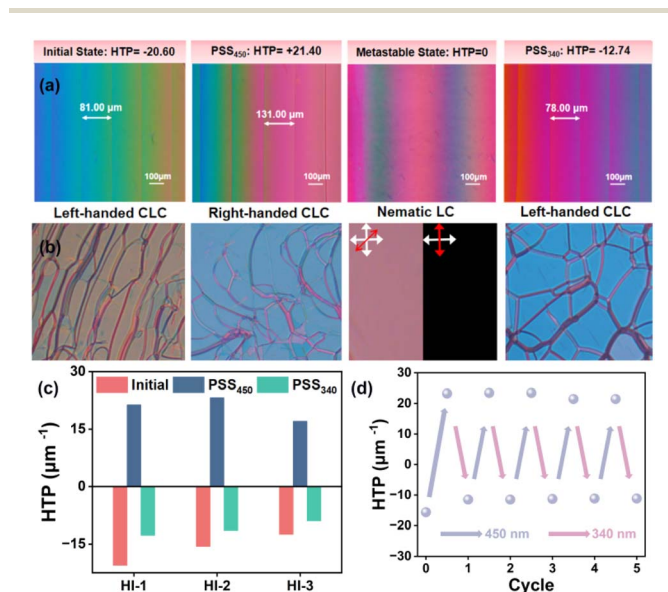 Initial State: HTP= -20.60
PSS450: HTP= +21.40
Metastable State: HTP=0
PSS340: HTP= -12.74
(a)
81.00 μm
131.00 μm
78.00 μm
100μm
100μm
100μm
100μm
Left-handed CLC
Right-handed CLC
Nematic LC
Left-handed CLC
(b)
(c)
Initial
PSS450
PSS340
HTP (μm -1)
15
0
−15
HI-1
HI-2
HI-3
(d)
HTP (μm -1)
30
20
10
0
−10
−20
−30
450 nm
340 nm
0
1
2
3
4
5
Cycle